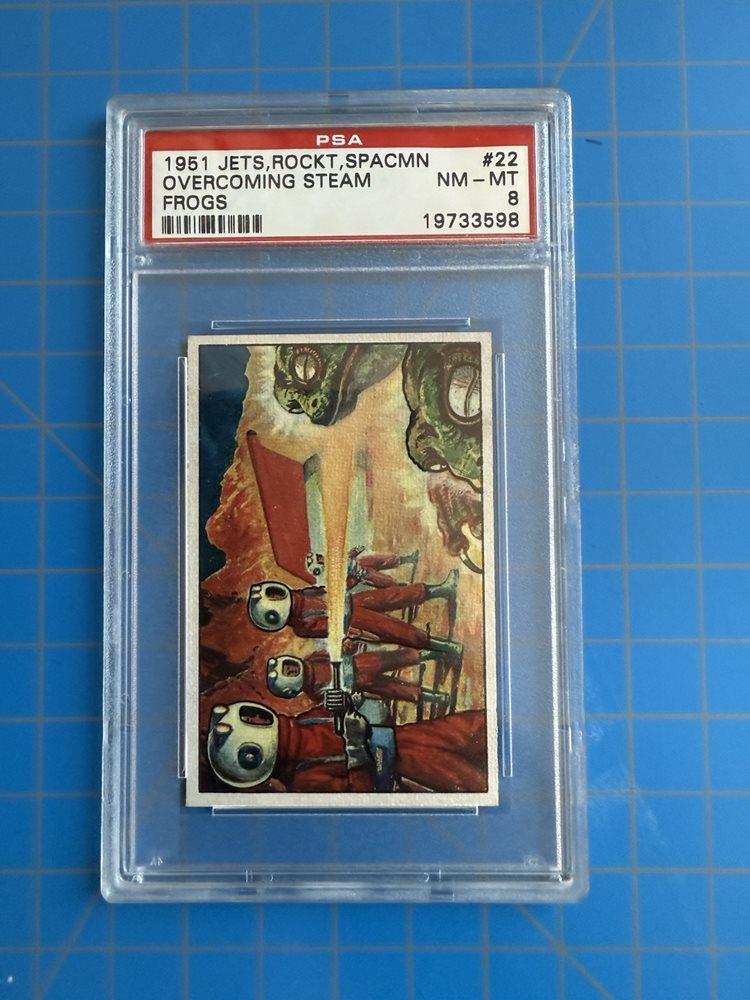 PSA
1951 JETS,ROCKT,SPACMN #22
OVERCOMING STEAM NM - MT
FROGS 8
19733598